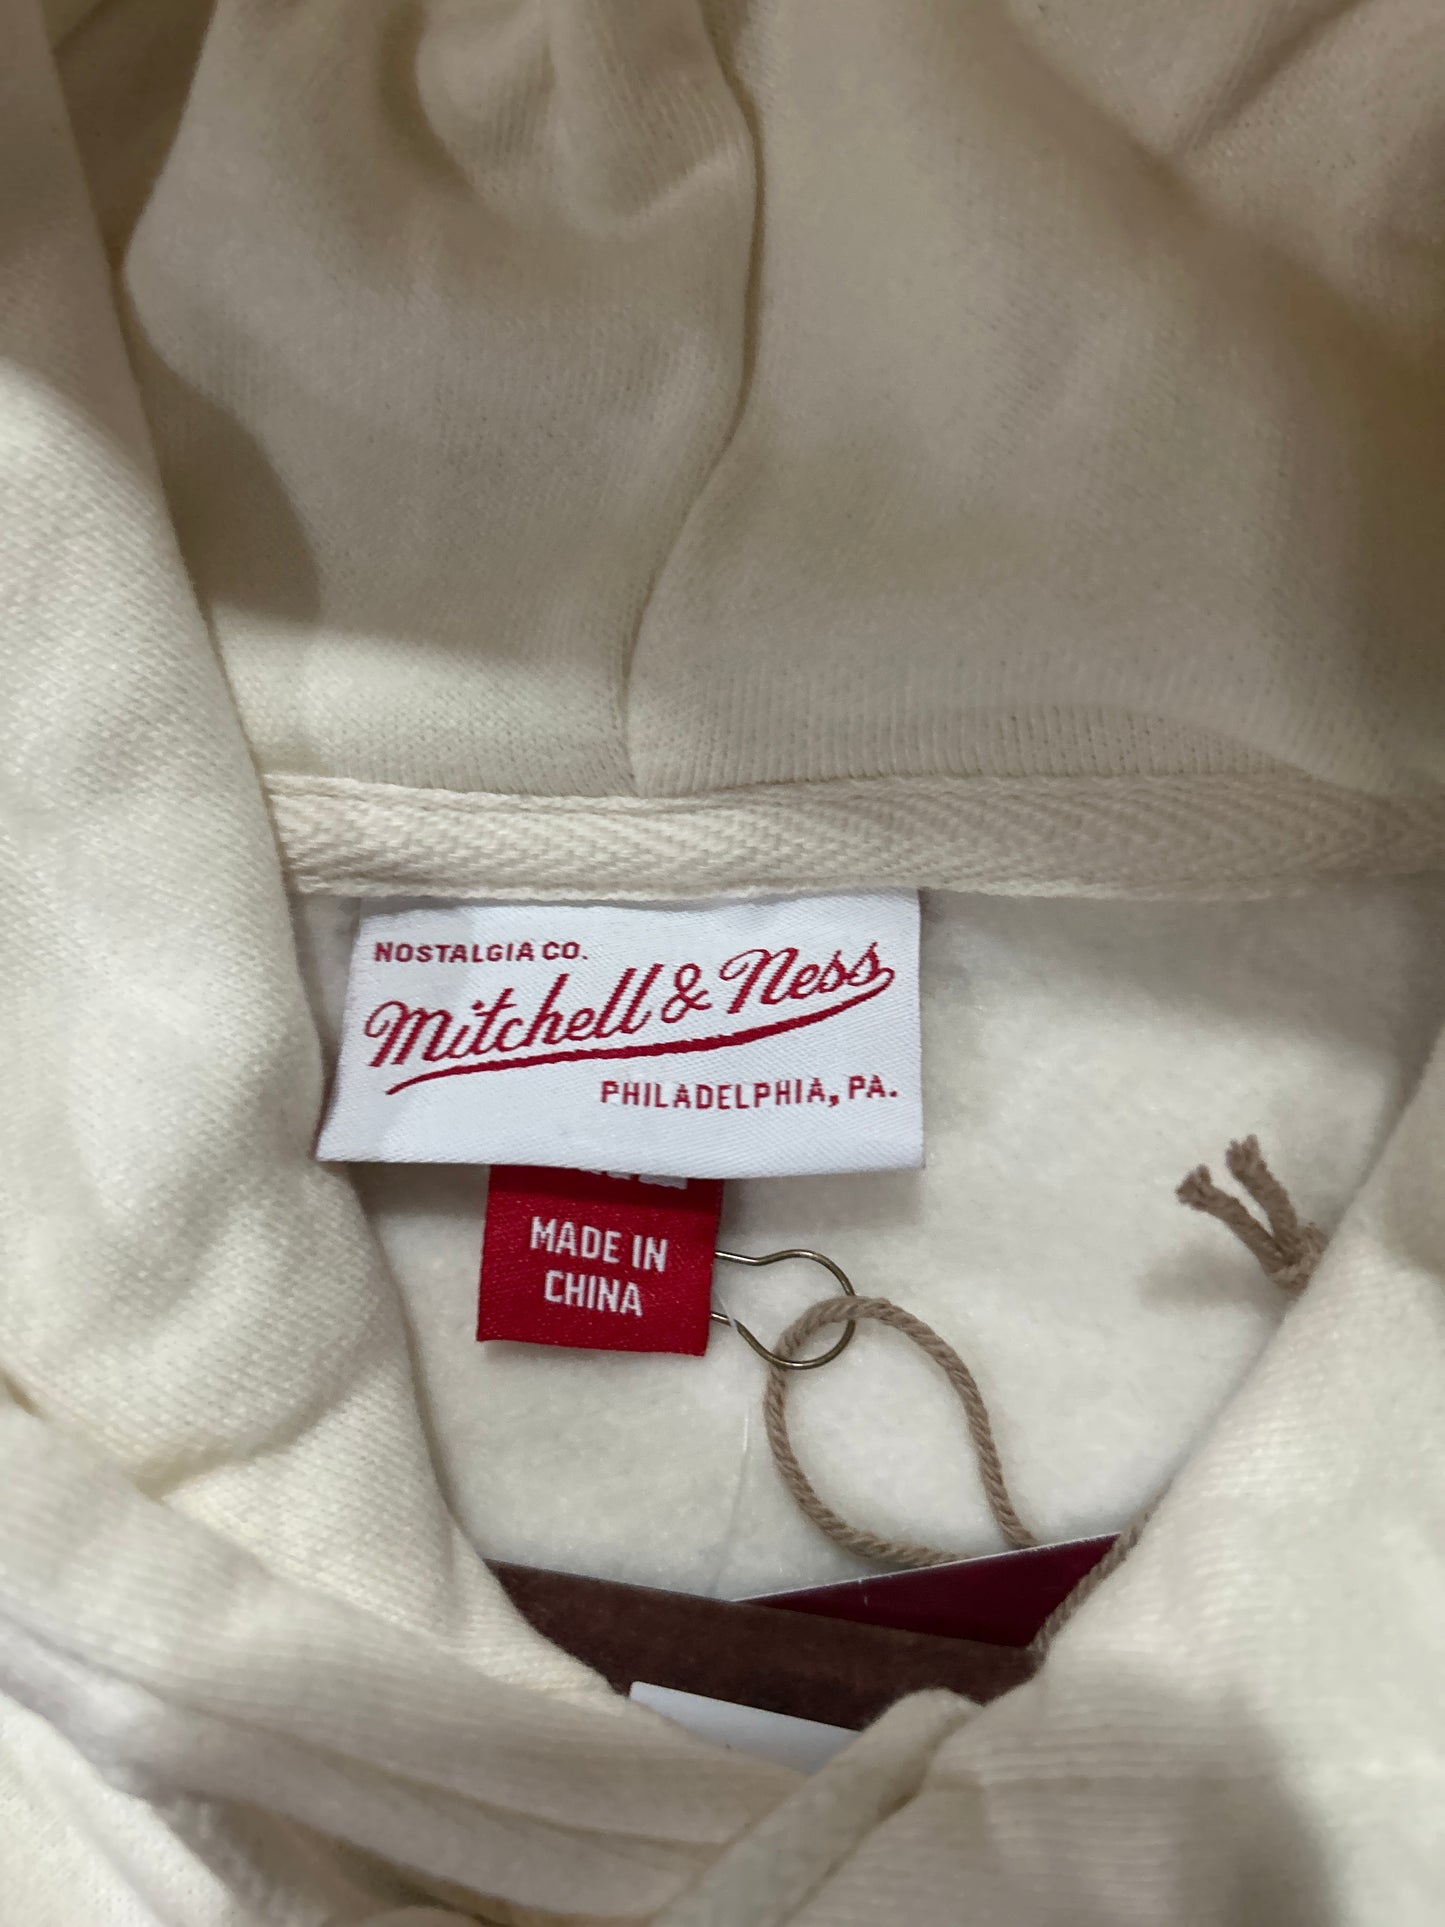 NOSTALGIA CO.
Mitchell & Ness
PHILADELPHIA, PA.
MADE IN
CHINA